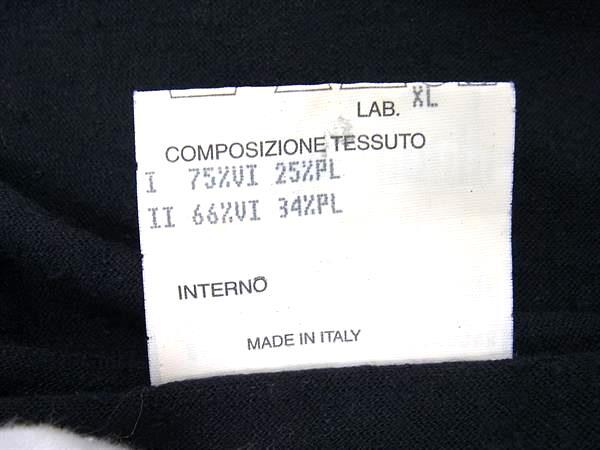 XL
LAB.
COMPOSIZIONE TESSUTO
I 75%VI 25%PL
II 66%VI 34%PL
INTERNO
MADE IN ITALY